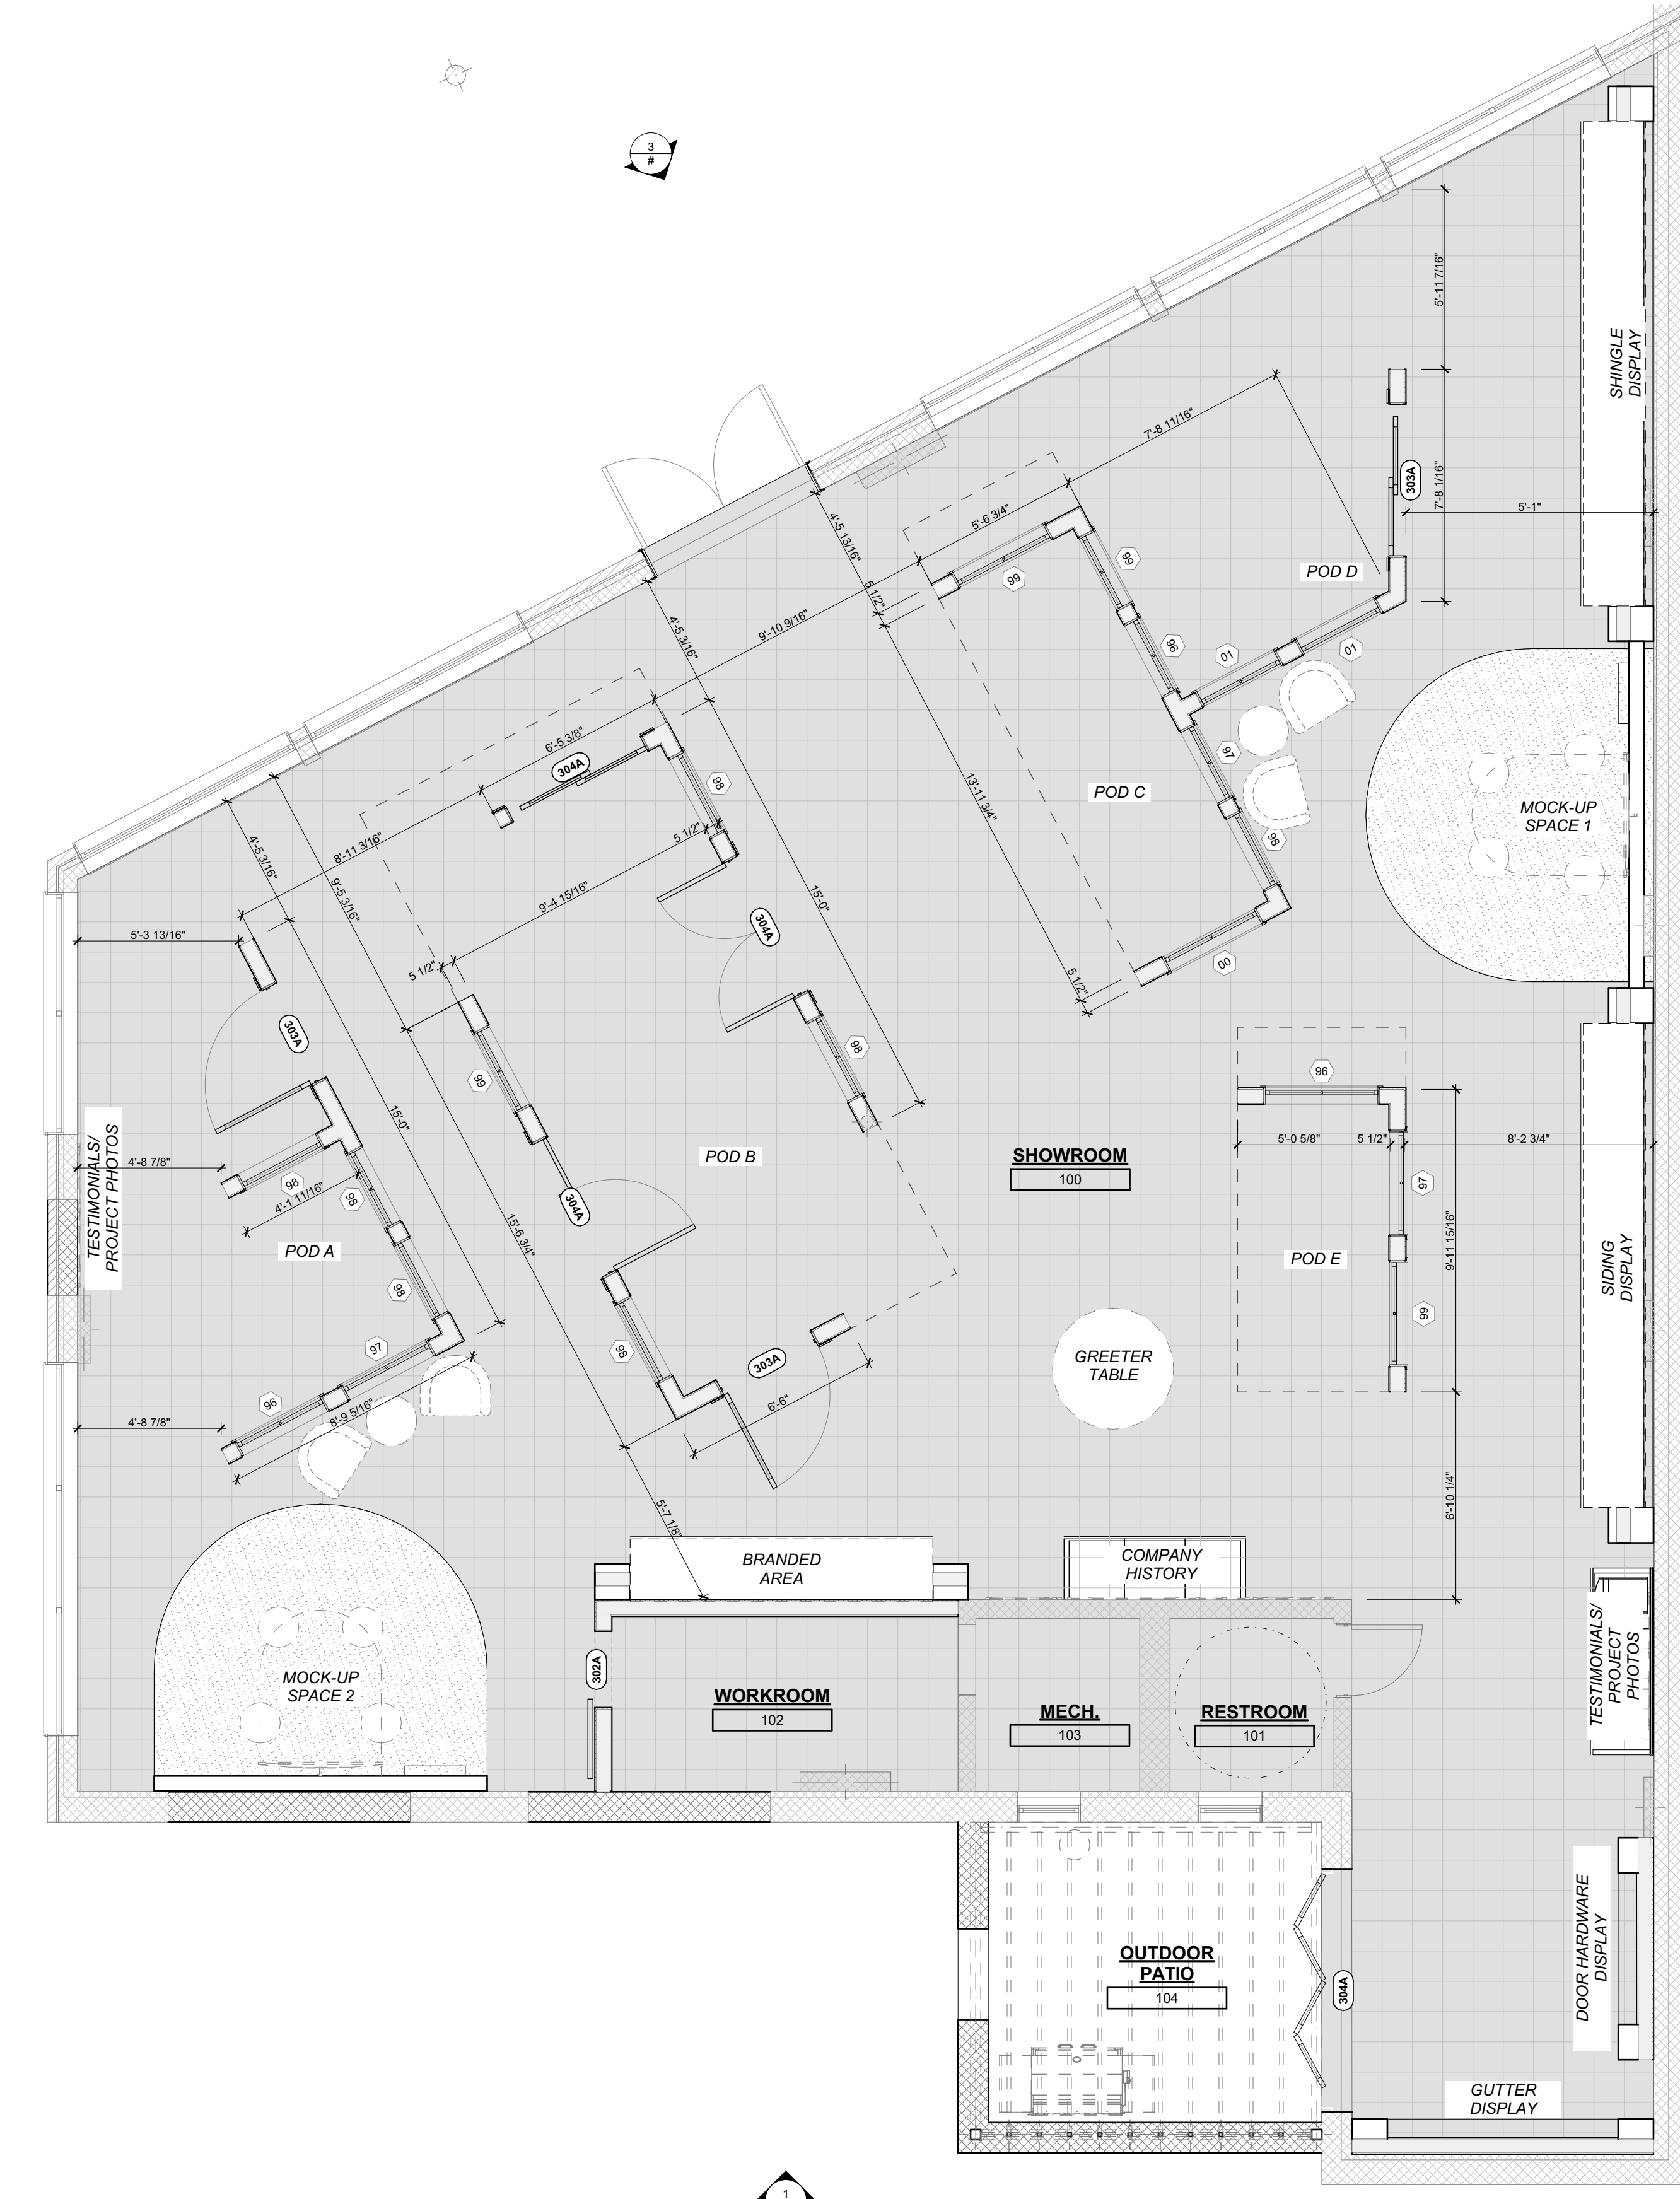 3
#
5'-11 7/16"
SHINGLE
DISPLAY
7'-8 11/16"
303A
7'-8 1/16"
5'-1"
4'-5 13/16"
5'-6 3/4"
99
99
POD D
5 1/2"
9'-10 9/16"
4'-5 3/16"
96
01
01
6'-5 3/8"
304A
98
97
POD C
13'-11 3/4"
MOCK-UP
SPACE 1
8'-11 3/16"
4'-5 3/16"
5 1/2"
98
9'-5 3/16"
9'-4 15/16"
15'-0"
304A
5'-3 13/16"
5 1/2"
00
5 1/2"
303A
99
98
96
TESTIMONIALS/
PROJECT PHOTOS
15'-0"
4'-8 7/8"
98
98
4'-1 11/16"
POD B
SHOWROOM
100
5'-0 5/8"
5 1/2"
8'-2 3/4"
97
304A
15'-6 3/4"
POD A
98
POD E
9'-11 15/16"
SIDING
DISPLAY
99
97
98
303A
GREETER
TABLE
96
8'-9 5/16"
4'-8 7/8"
6'-6"
6'-10 1/4"
5'-7 1/8"
BRANDED
AREA
COMPANY
HISTORY
TESTIMONIALS/
PROJECT
PHOTOS
302A
MOCK-UP
SPACE 2
WORKROOM
102
MECH.
103
RESTROOM
101
DOOR HARDWARE
DISPLAY
OUTDOOR
PATIO
104
304A
GUTTER
DISPLAY
1